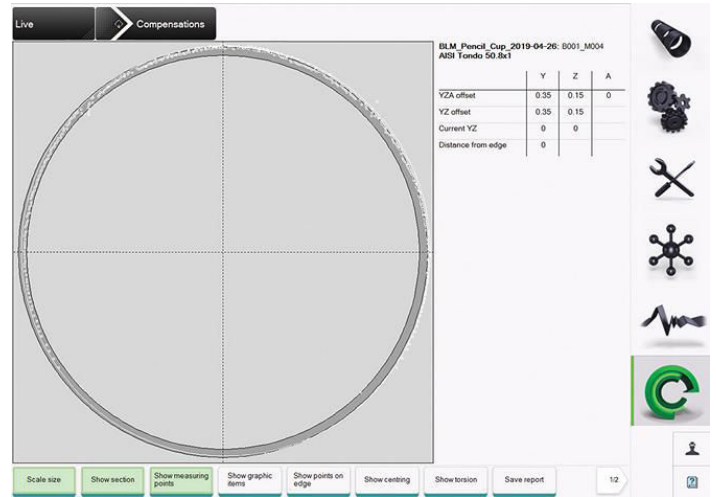 Live
Compensations
BLM_Pencil_Cup_2019-04-26: B001_M004
AISI Tondo 50.8x1
Y Z A
YZA offset 0.35 0.15 0
YZ offset 0.35 0.15
Current YZ 0 0
Distance from edge 0
Scale size
Show section
Show measuring
points
Show graphic
items
Show points on
edge
Show centring
Show torsion
Save report
1/2
?